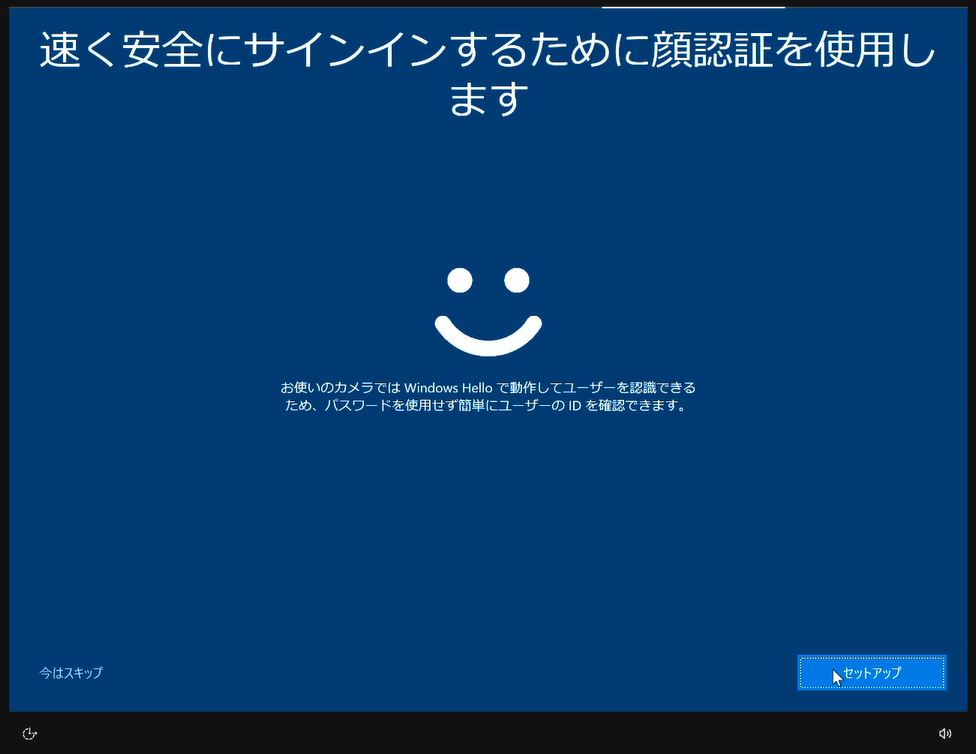 速く安全にサインインするために顔認証を使用し
ます
お使いのカメラでは Windows Hello で動作してユーザーを認識できる
ため、パスワードを使用せず簡単にユーザーの ID を確認できます。
今はスキップ
セットアップ